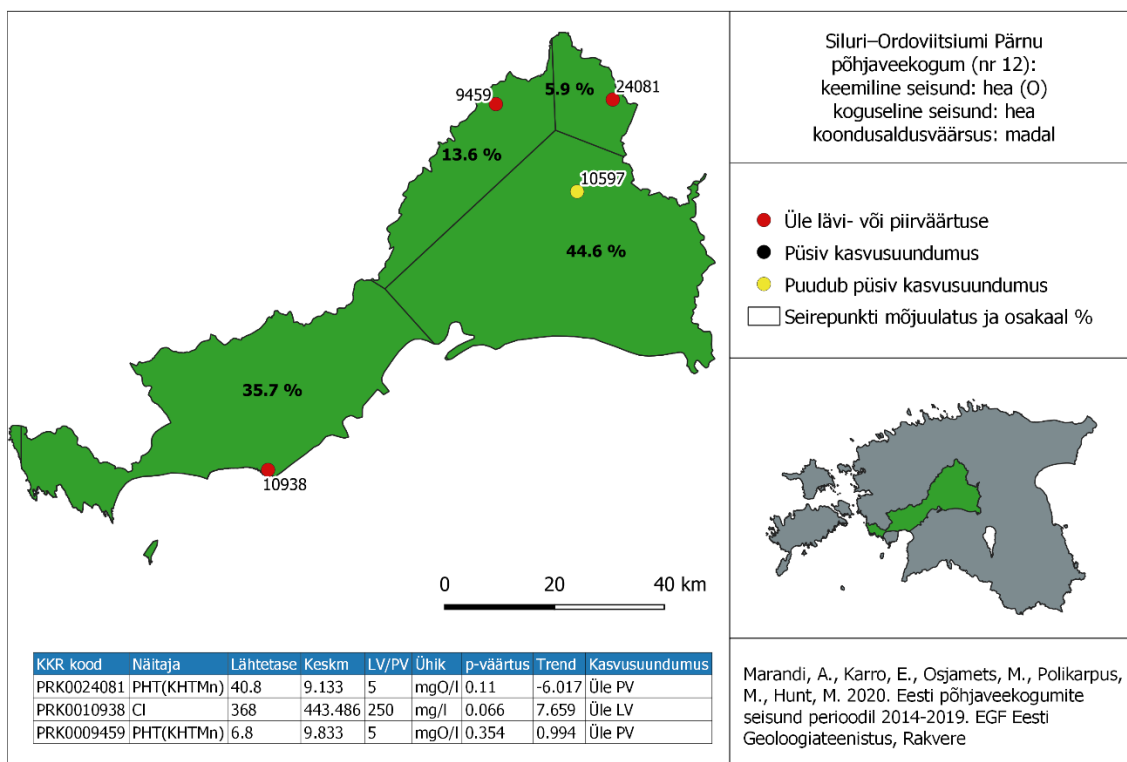 9459
5.9 %
24081
13.6 %
10597
44.6 %
35.7 %
10938
0 20 40 km
KKR kood Näitaja Lähtetase Keskm LV/PV Ühik p-väärtus Trend Kasvusuundumus
PRK0024081 PHT(KHTMn) 40.8 9.133 5 mgO/l 0.11 -6.017 Üle PV
PRK0010938 Cl 368 443.486 250 mg/l 0.066 7.659 Üle LV
PRK0009459 PHT(KHTMn) 6.8 9.833 5 mgO/l 0.354 0.994 Üle PV
Siluri–Ordoviitsiumi Pärnu
põhjaveekogum (nr 12):
keemiline seisund: hea (O)
koguseline seisund: hea
koondusaldusväärsus: madal
Üle lävi- või piirväärtuse
Püsiv kasvusuundumus
Puudub püsiv kasvusuundumus
Seirepunkti mõjuulatus ja osakaal %
Marandi, A., Karro, E., Osjamets, M., Polikarpus,
M., Hunt, M. 2020. Eesti põhjaveekogumite
seisund perioodil 2014-2019. EGF Eesti
Geoloogiateenistus, Rakvere